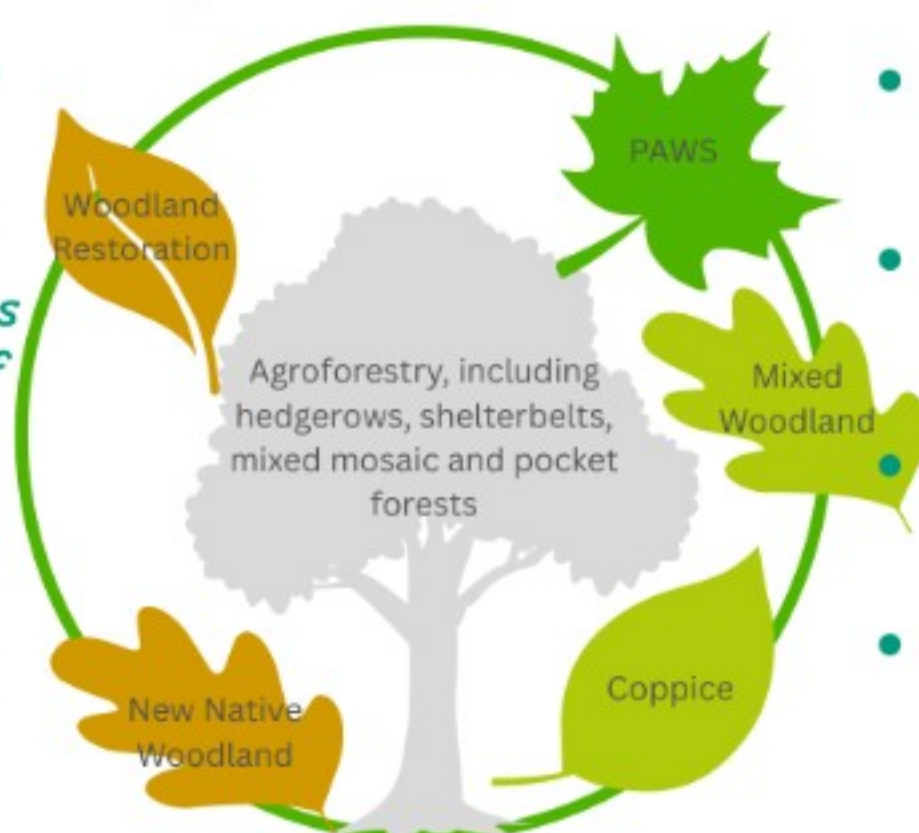 PAWS
Woodland
Restoration
Agroforestry, including
hedgerows, shelterbelts,
mixed mosaic and pocket
forests
Mixed
Woodland
Coppice
New Native
Woodland